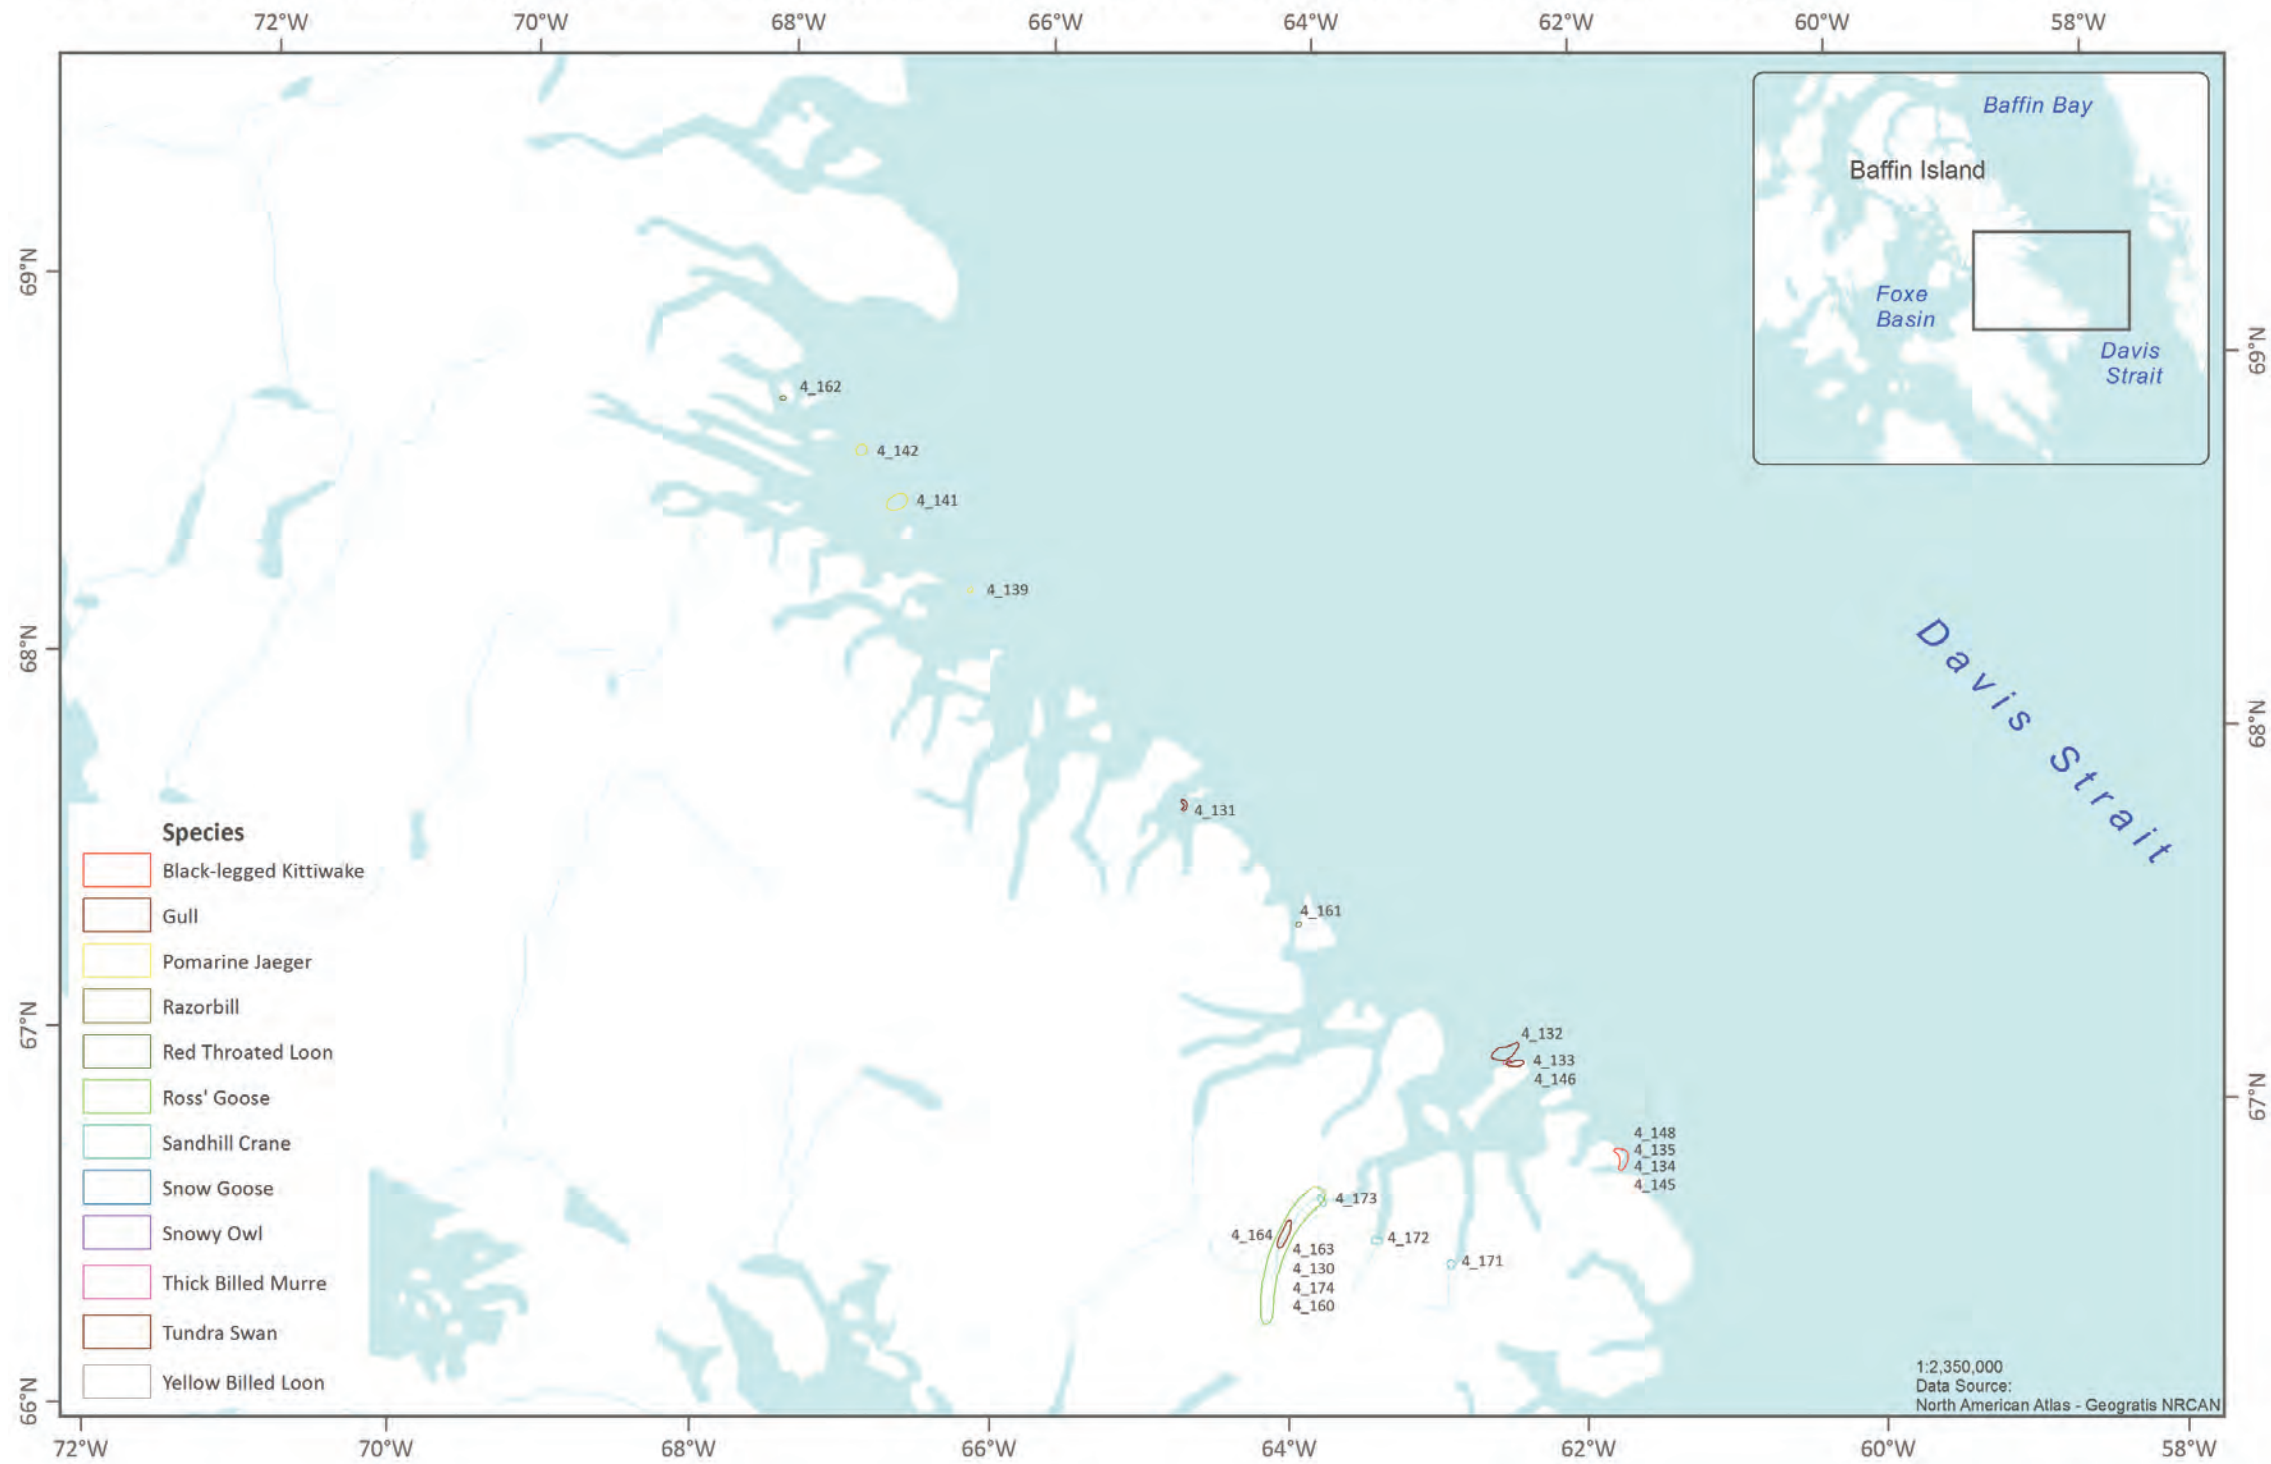 72°W 70°W 68°W 66°W 64°W 62°W 60°W 58°W
Baffin Bay
Baffin Island
Foxe
Basin
Davis
Strait
69°N
69°N
4_162
4_142
4_141
4_139
68°N
68°N
Davis Strait
4_131
4_161
67°N
67°N
4_132
4_133
4_146
4_148
4_135
4_134
4_145
4_173
4_164
4_172
4_163
4_171
4_130
4_174
4_160
Species
Black-legged Kittiwake
Gull
Pomarine Jaeger
Razorbill
Red Throated Loon
Ross' Goose
Sandhill Crane
Snow Goose
Snowy Owl
Thick Billed Murre
Tundra Swan
Yellow Billed Loon
66°N
1:2,350,000
Data Source:
North American Atlas - Geogratis NRCAN
72°W 70°W 68°W 66°W 64°W 62°W 60°W 58°W